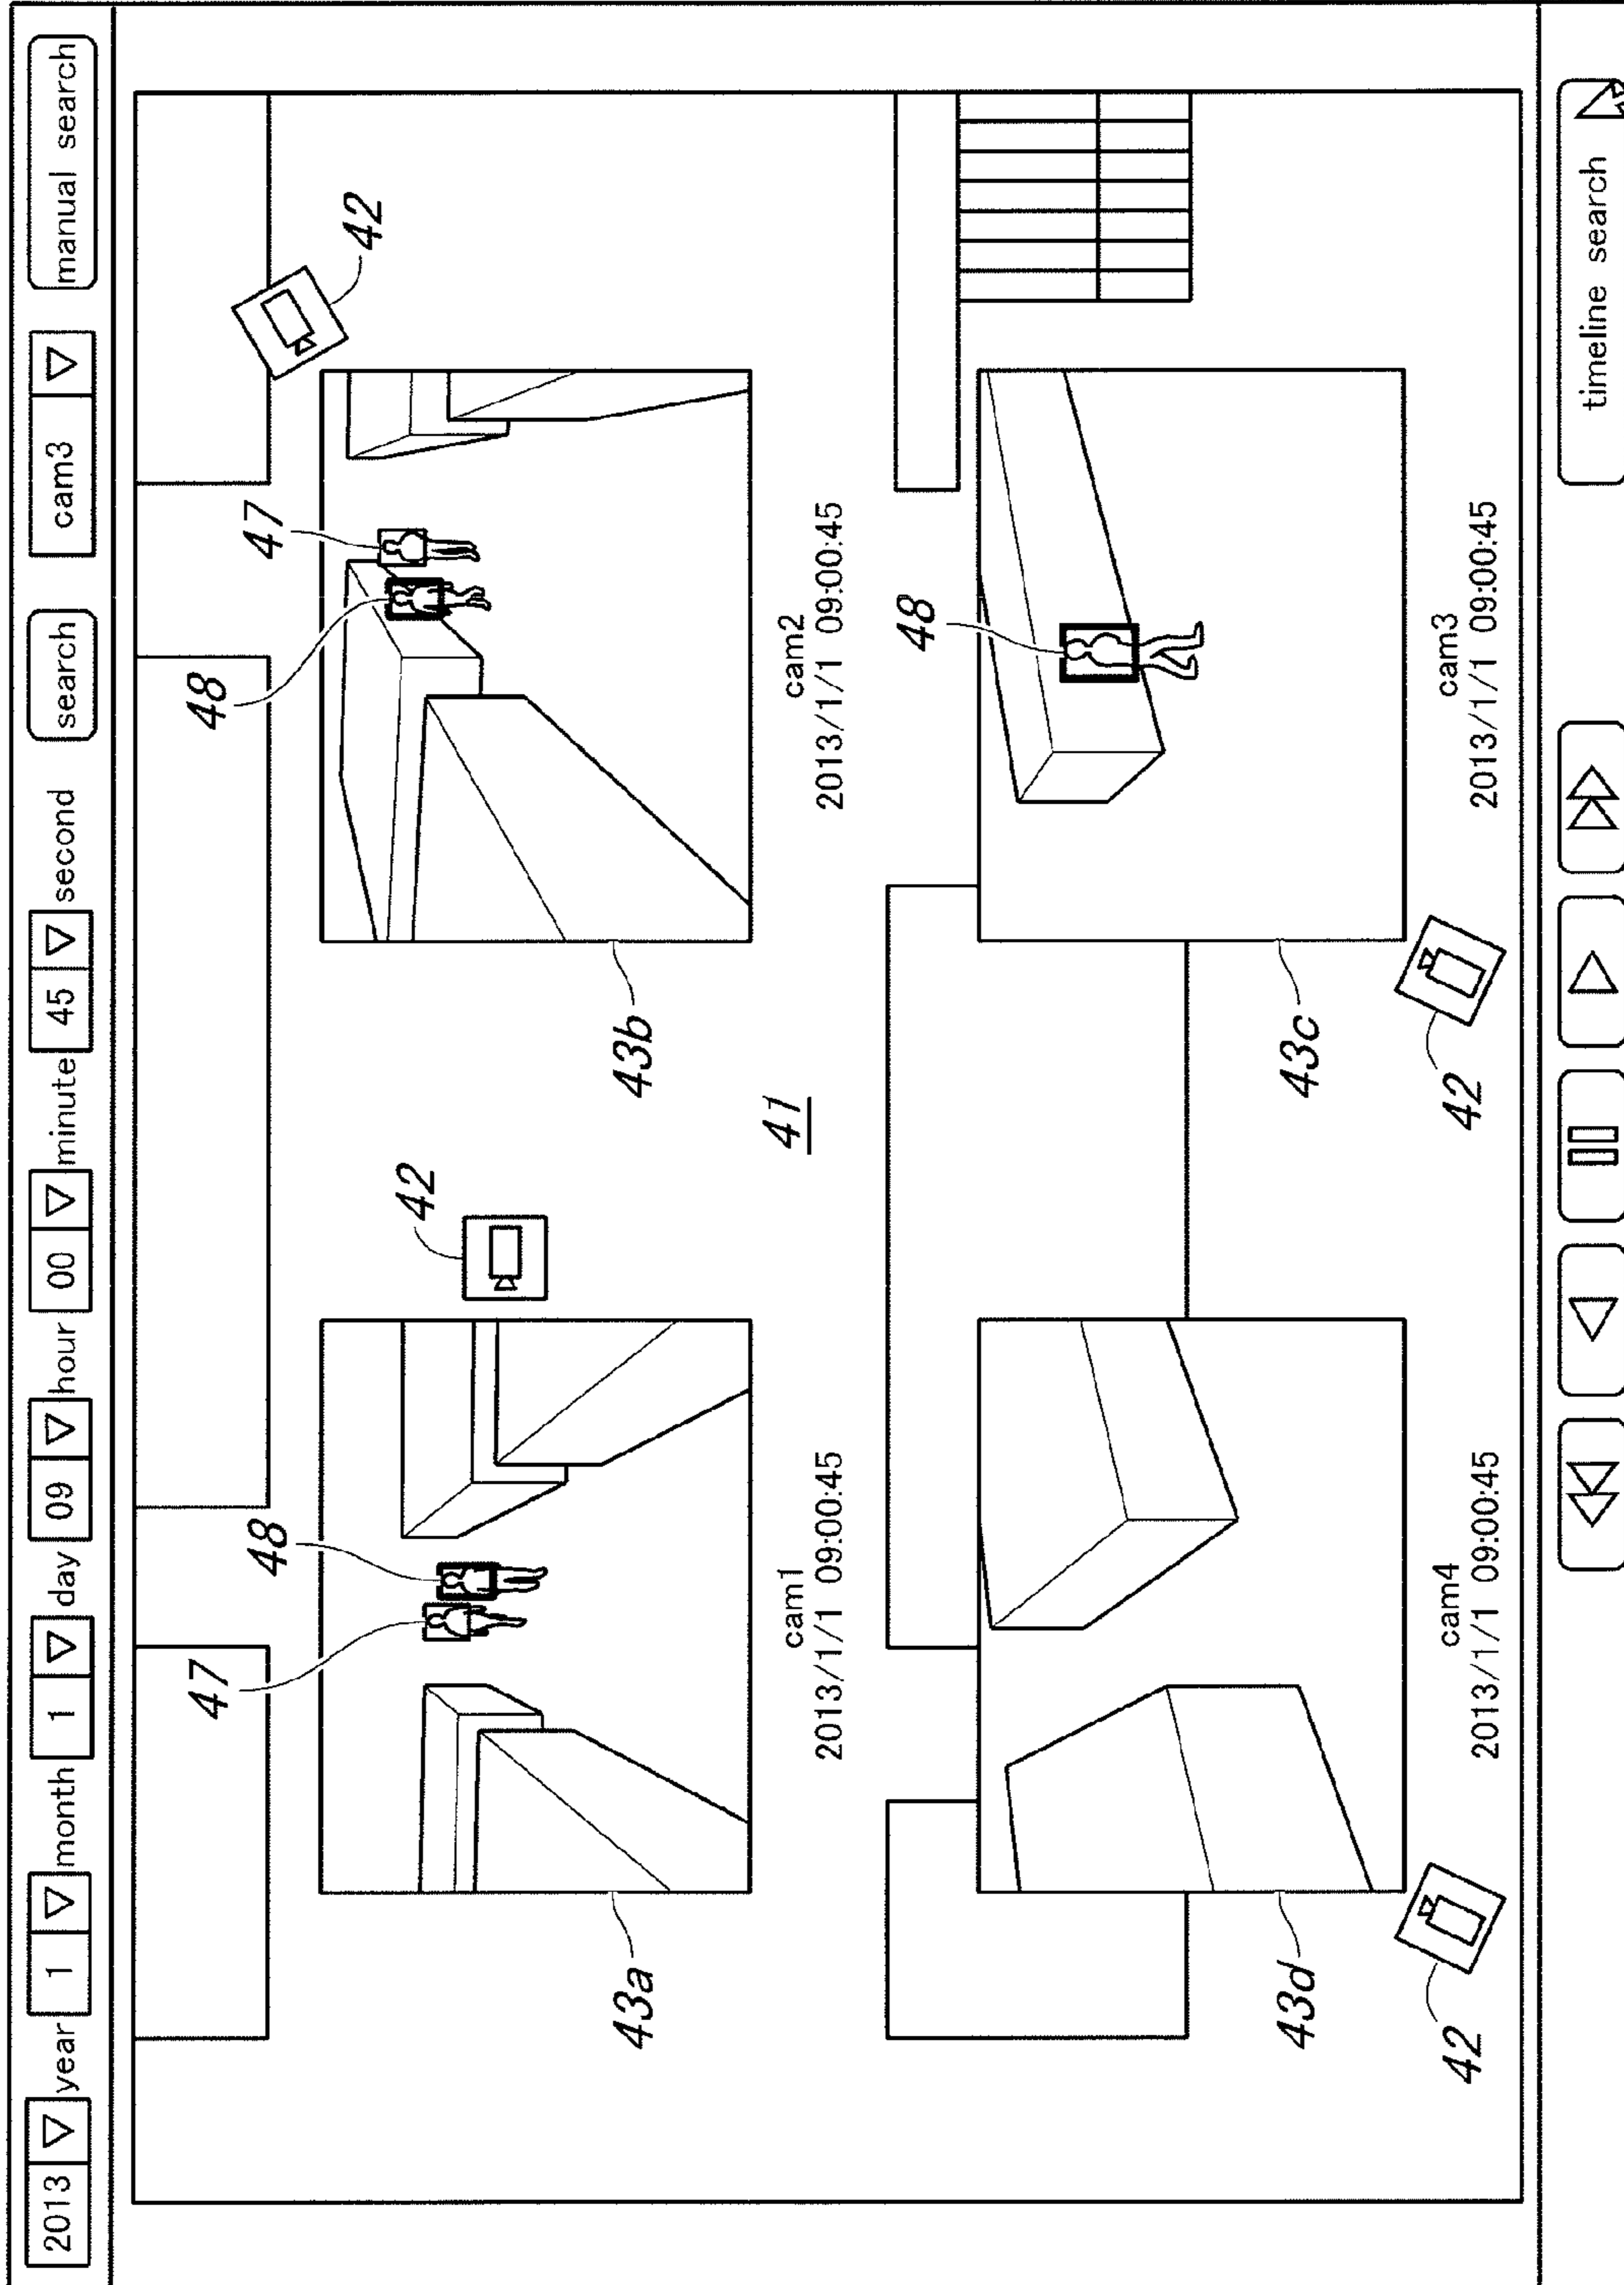 2013 year 1 month 1 day 09 hour 00 minute 45 second search cam3 manual search
42
47
48
47
48
42
43a
43b
cam1
2013/1/1 09:00:45
cam2
2013/1/1 09:00:45
41
48
43d
43c
cam4
2013/1/1 09:00:45
cam3
2013/1/1 09:00:45
42
42
timeline search